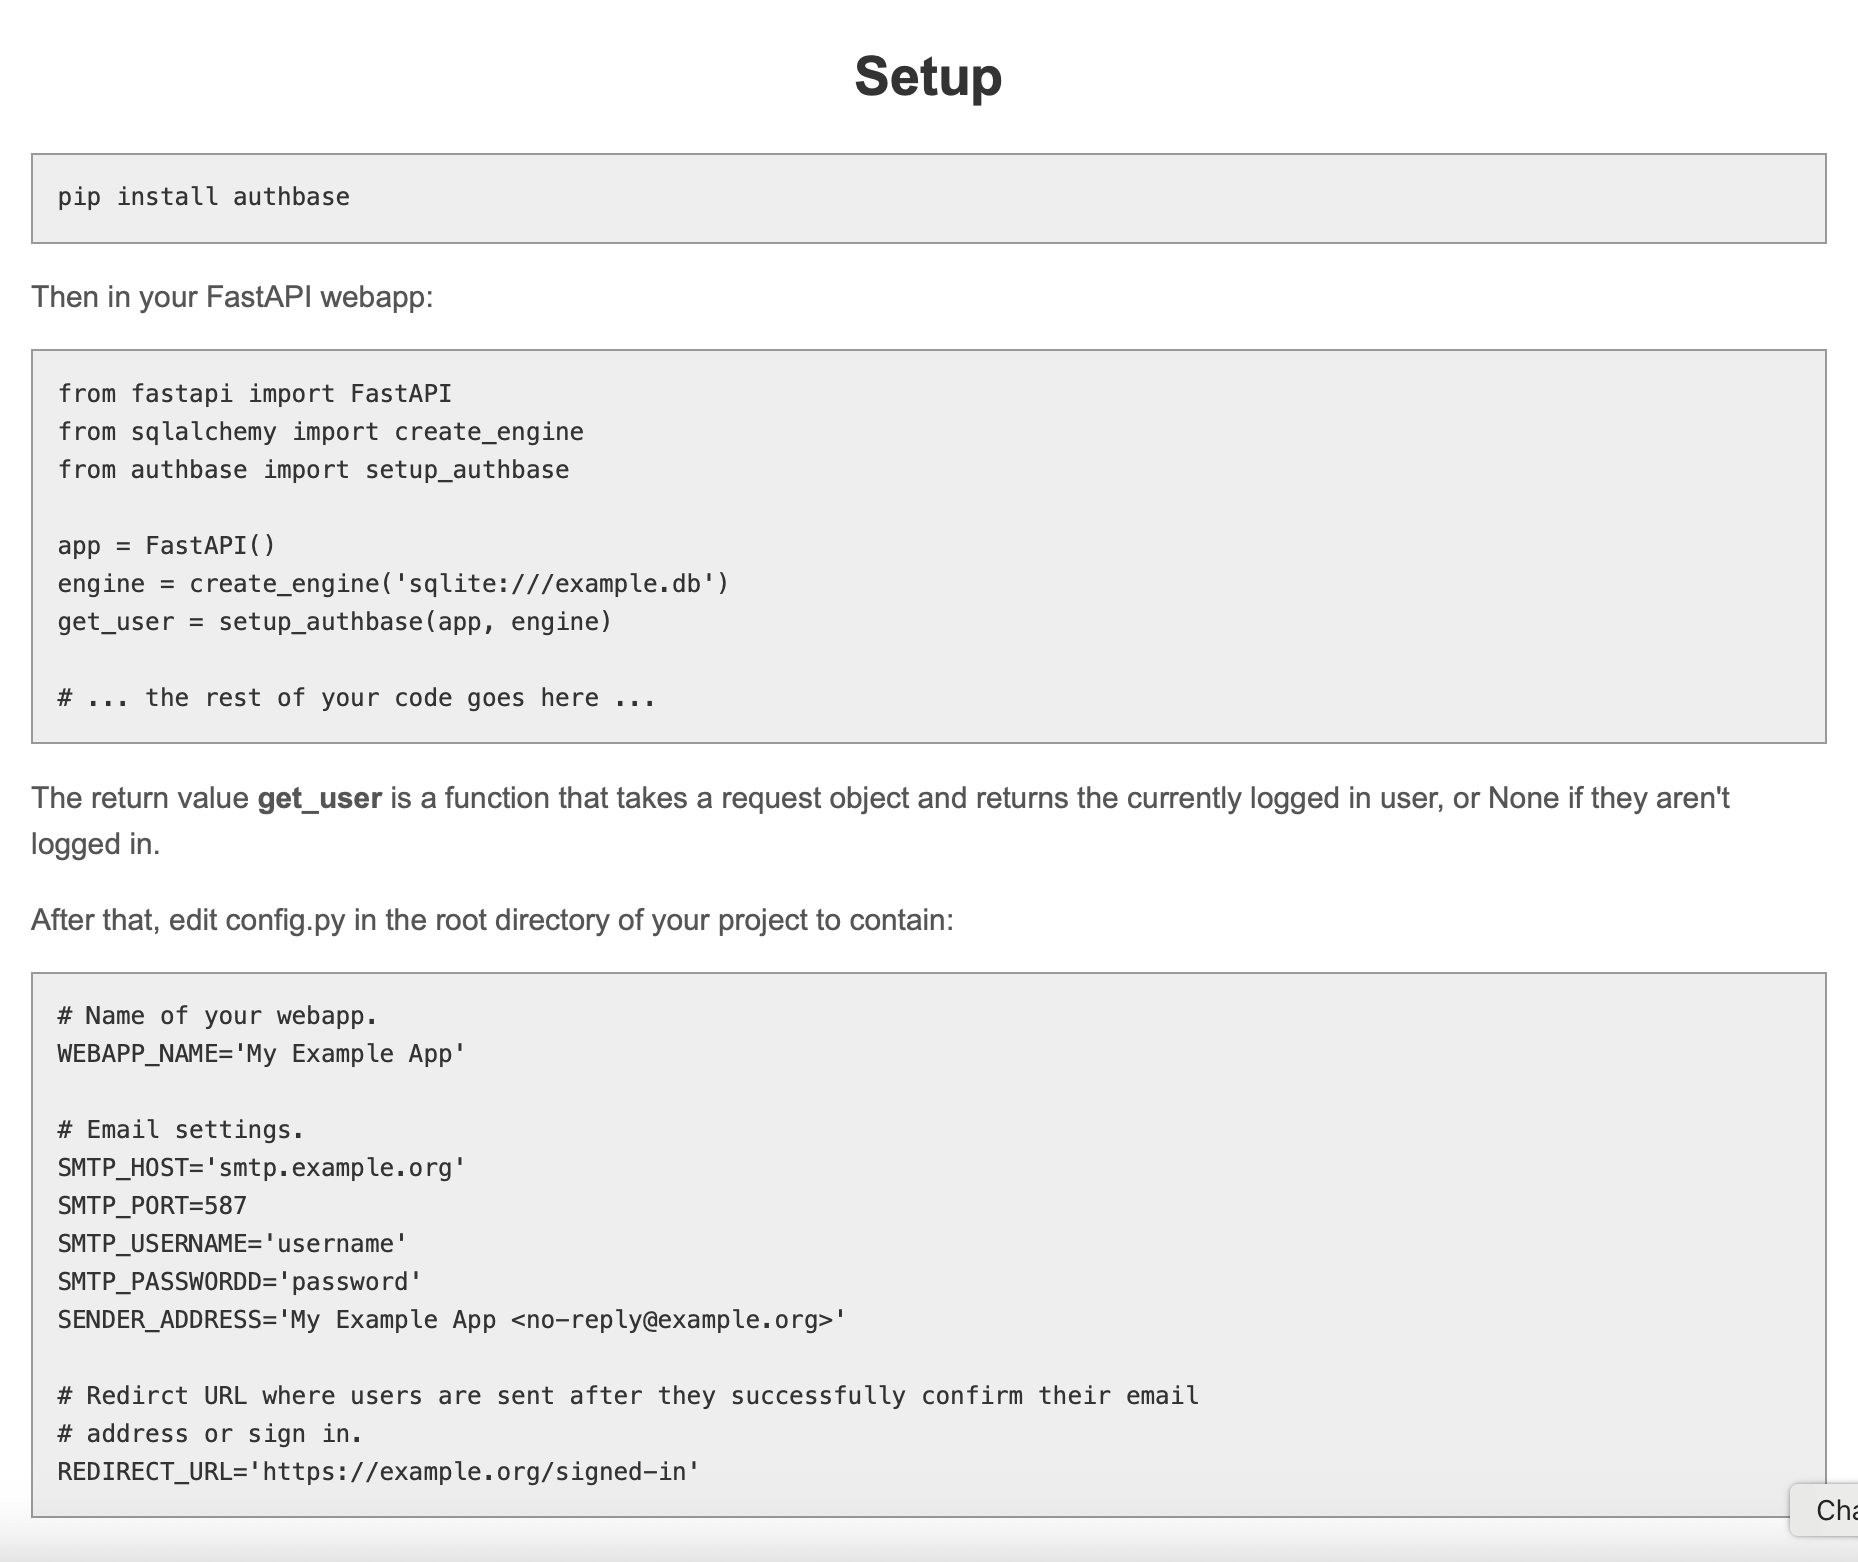 Setup
pip install authbase
Then in your FastAPI webapp:
from fastapi import FastAPI
from sqlalchemy import create_engine
from authbase import setup_authbase
app = FastAPI()
engine = create_engine('sqlite:///example.db')
get_user = setup_authbase(app, engine)
# ... the rest of your code goes here ...
The return value get_user is a function that takes a request object and returns the currently logged in user, or None if they aren't
logged in.
After that, edit config.py in the root directory of your project to contain:
# Name of your webapp.
WEBAPP_NAME='My Example App'
# Email settings.
SMTP_HOST='smtp.example.org'
SMTP_PORT=587
SMTP_USERNAME='username'
SMTP_PASSWORDD='password'
SENDER_ADDRESS='My Example App <no-reply@example.org>'
# Redirct URL where users are sent after they successfully confirm their email
# address or sign in.
REDIRECT_URL='https://example.org/signed-in'